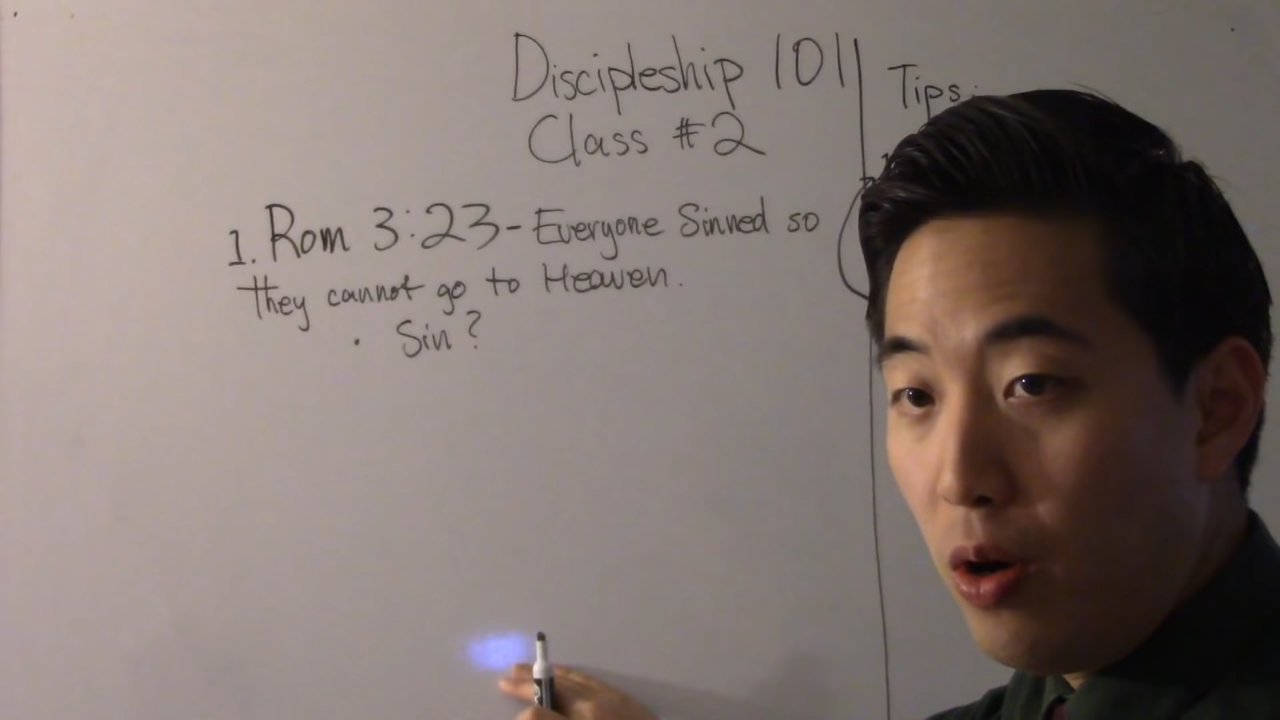 Discipleship 101
Class #2
Tips:
1. Rom 3:23-Everyone Sinned so
they cannot go to Heaven.
· Sin?